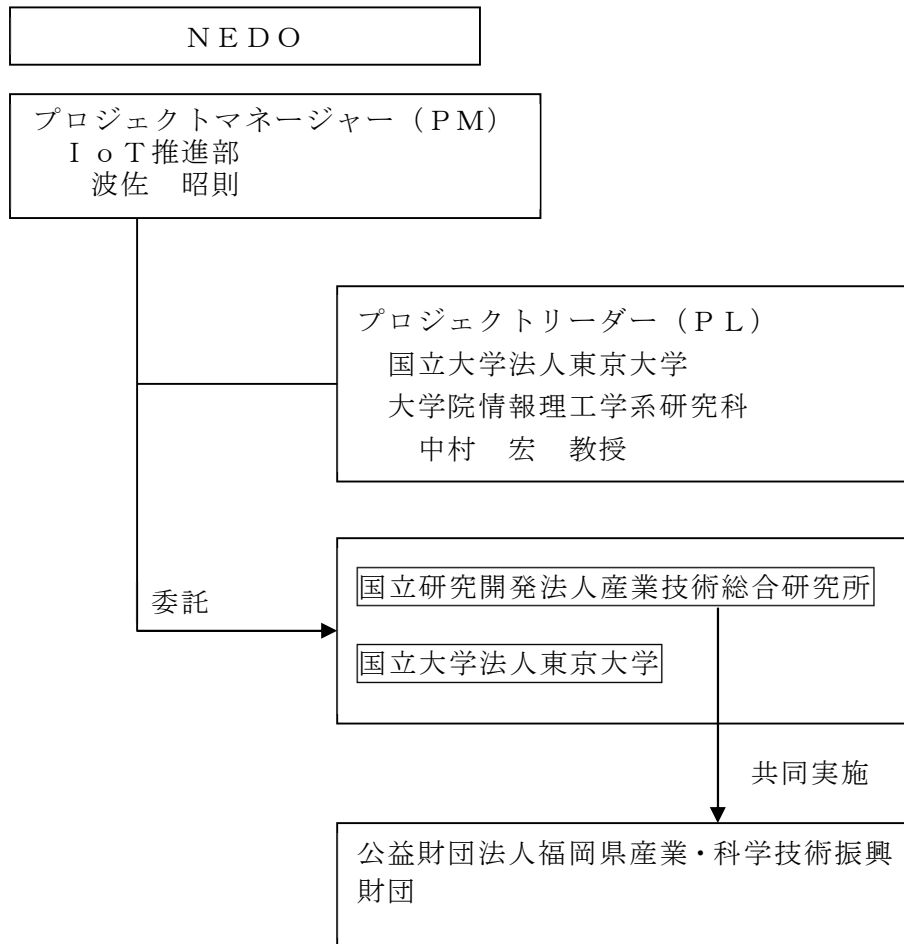 ＮＥＤＯ
プロジェクトマネージャー（ＰＭ）
ＩｏＴ推進部
波佐　昭則
プロジェクトリーダー（ＰＬ）
国立大学法人東京大学
大学院情報理工学系研究科
中村　宏　教授
委託
国立研究開発法人産業技術総合研究所
国立大学法人東京大学
共同実施
公益財団法人福岡県産業・科学技術振興
財団